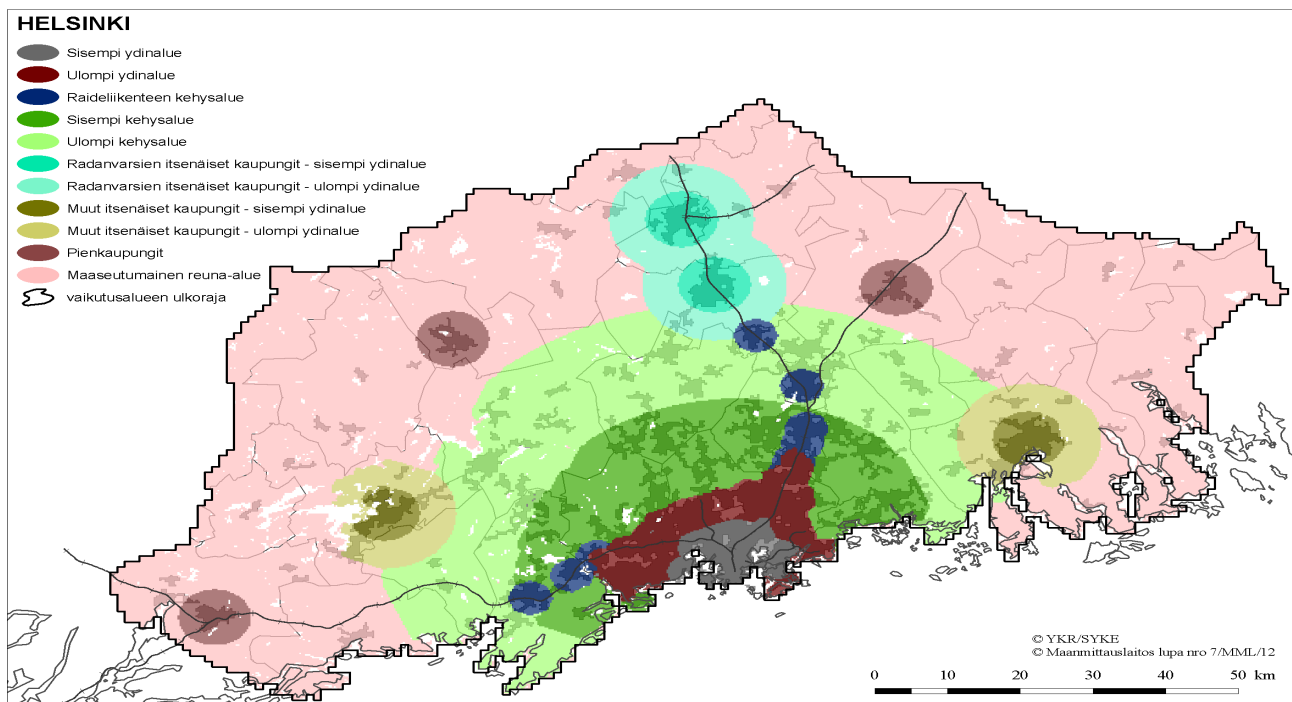 HELSINKI
Sisempi ydinalue
Ulompi ydinalue
Raideliikenteen kehysalue
Sisempi kehysalue
Ulompi kehysalue
Radanvarsien itsenäiset kaupungit - sisempi ydinalue
Radanvarsien itsenäiset kaupungit - ulompi ydinalue
Muut itsenäiset kaupungit - sisempi ydinalue
Muut itsenäiset kaupungit - ulompi ydinalue
Pienkaupungit
Maaseutumainen reuna-alue
vaikutusalueen ulkoraja
© YKR/SYKE
© Maanmittauslaitos lupa nro 7/MML/12
0 10 20 30 40 50 km